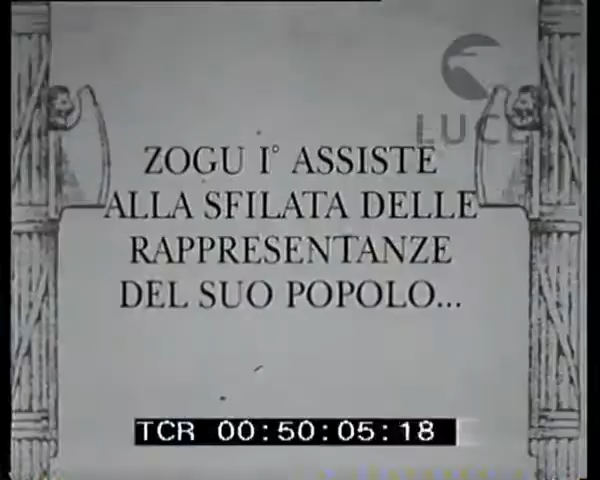 LUCE
ZOGU I° ASSISTE
ALLA SFILATA DELLE
RAPPRESENTANZE
DEL SUO POPOLO...
TCR 00:50:05:18